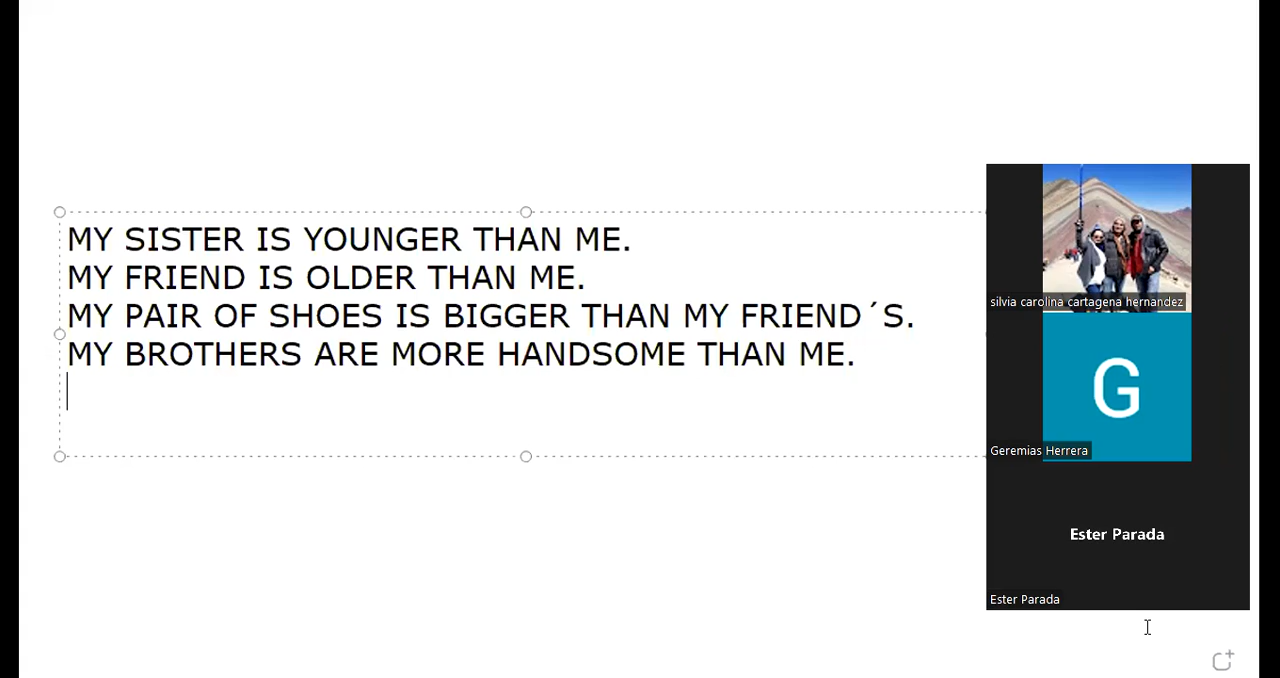 MY SISTER IS YOUNGER THAN ME.
MY FRIEND IS OLDER THAN ME.
MY PAIR OF SHOES IS BIGGER THAN MY FRIEND´S.
MY BROTHERS ARE MORE HANDSOME THAN ME.
silvia carolina cartagena hernandez
G
Geremias Herrera
Ester Parada
Ester Parada